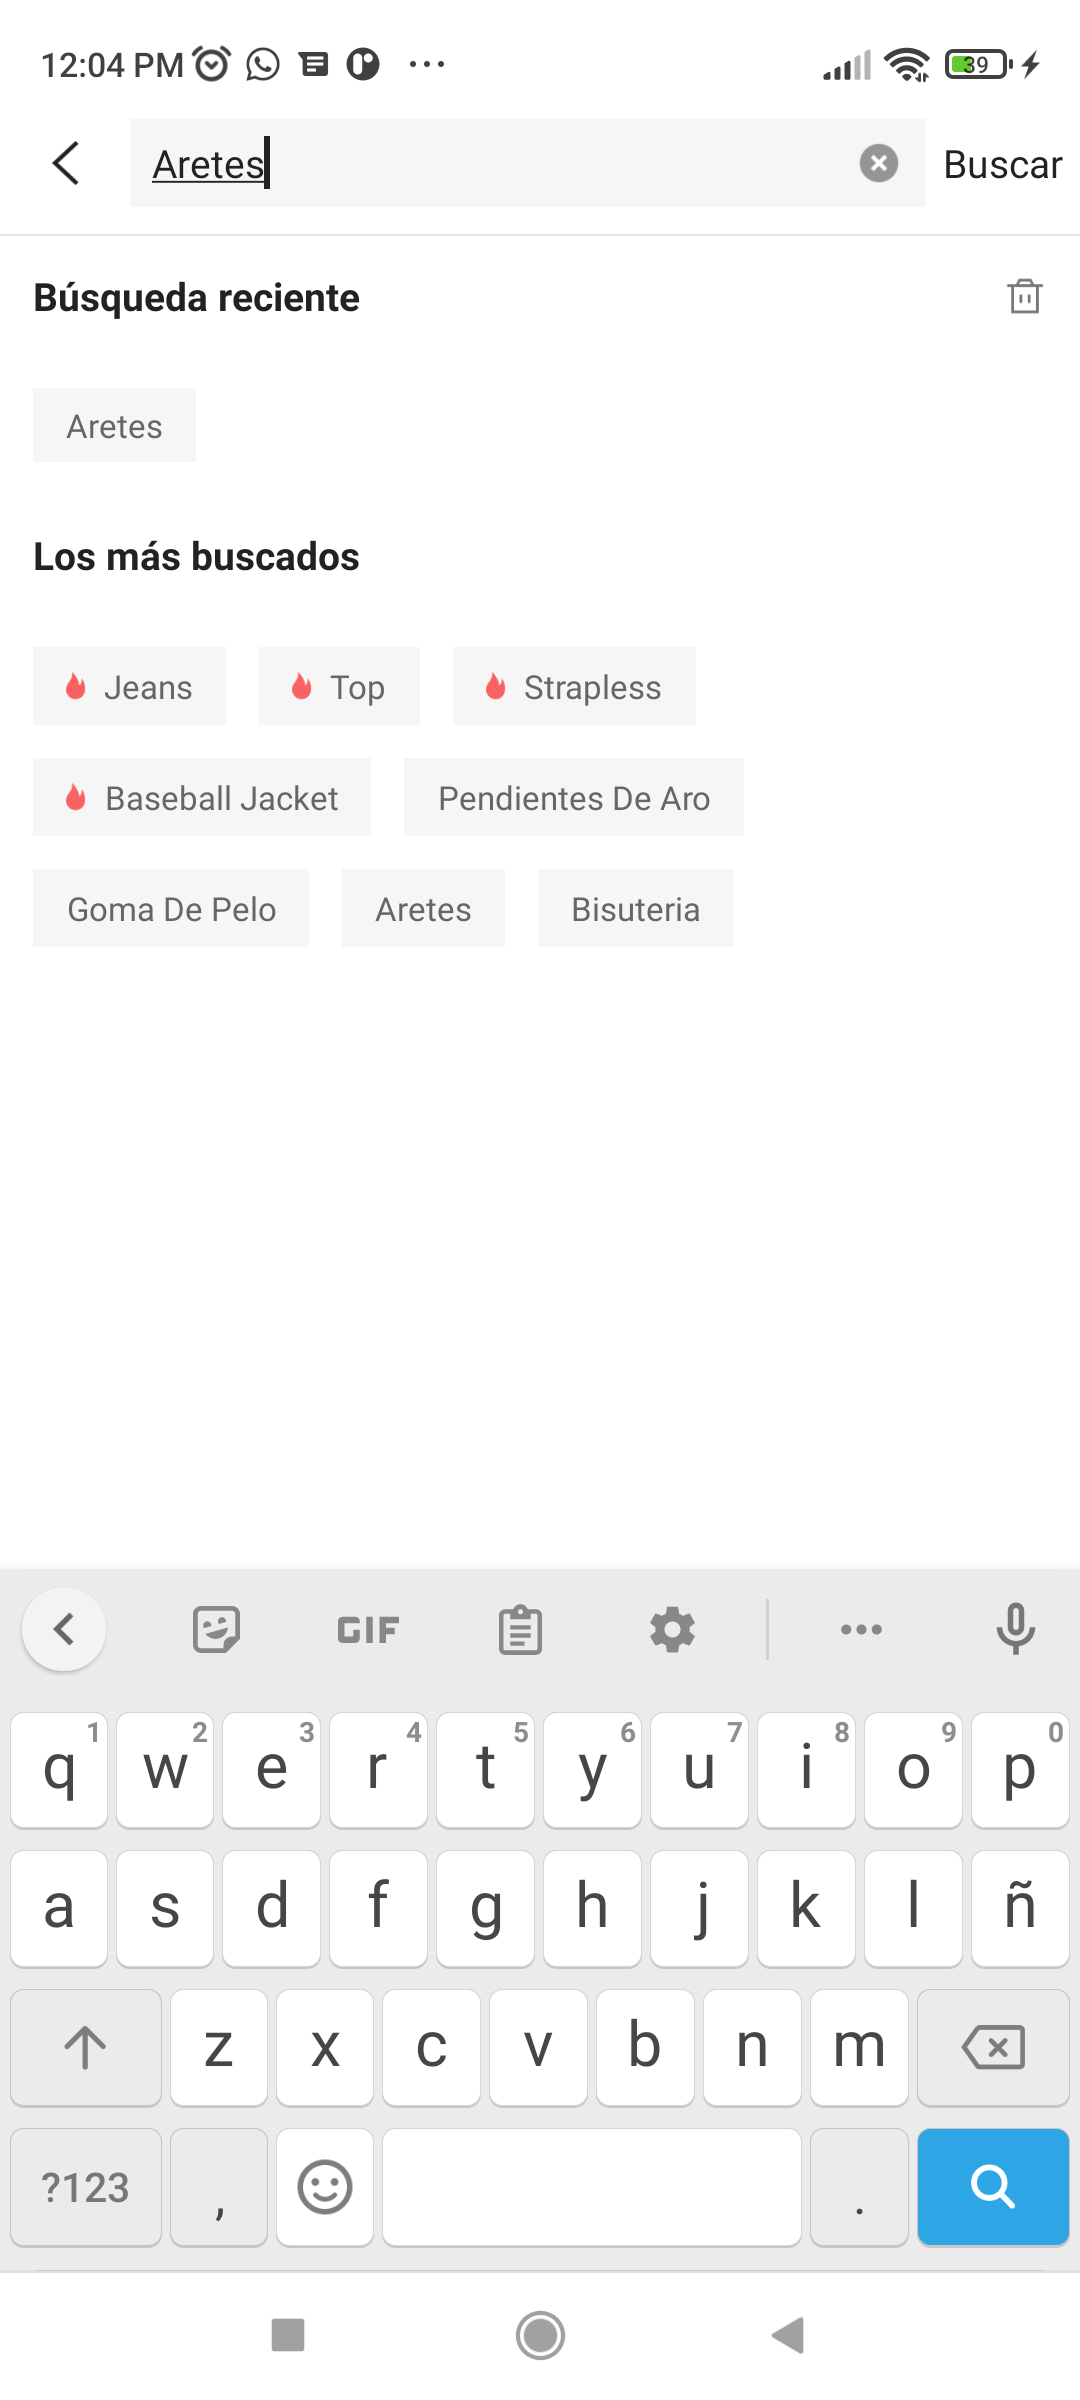 12:04 PM ... 39
Aretes Buscar
Búsqueda reciente
Aretes
Los más buscados
Jeans Top Strapless
Baseball Jacket Pendientes De Aro
Goma De Pelo Aretes Bisuteria
GIF
1 2 3 4 5 6 7 8 9 0
q w e r t y u i o p
a s d f g h j k l ñ
z x c v b n m
?123 , .